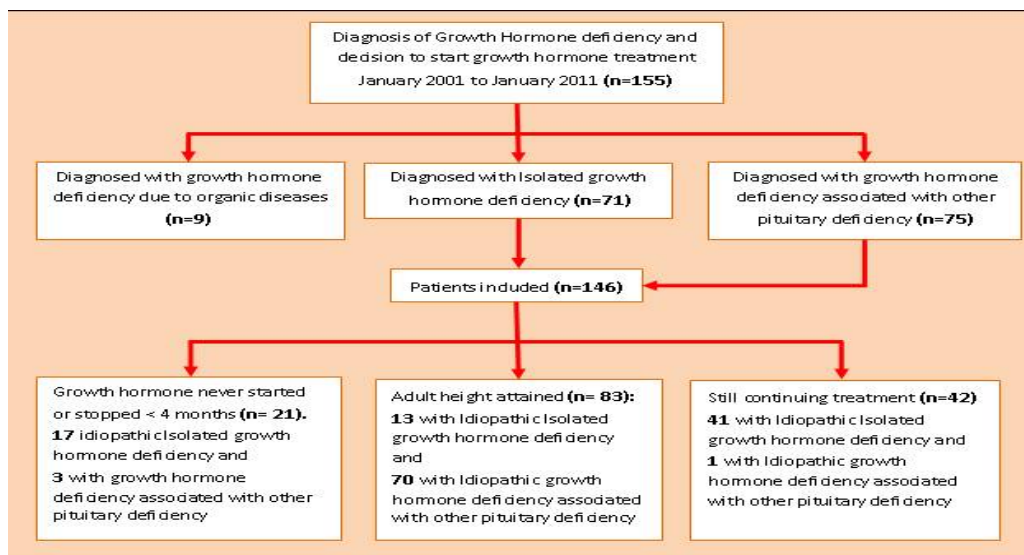 Diagnosis of Growth Hormone deficiency and
decision to start growth hormone treatment
January 2001 to January 2011 (n=155)
Diagnosed with growth hormone
deficiency due to organic diseases
(n=9)
Diagnosed with Isolated growth
hormone deficiency (n=71)
Diagnosed with growth hormone
deficiency associated with other
pituitary deficiency (n=75)
Patients included (n=146)
Growth hormone never started
or stopped < 4 months (n= 21).
17 idiopathic Isolated growth
hormone deficiency and
3 with growth hormone
deficiency associated with other
pituitary deficiency
Adult height attained (n= 83):
13 with Idiopathic Isolated
growth hormone deficiency
and
70 with Idiopathic growth
hormone deficiency associated
with other pituitary deficiency
Still continuing treatment (n=42)
41 with Idiopathic Isolated
growth hormone deficiency and
1 with Idiopathic growth
hormone deficiency associated
with other pituitary deficiency